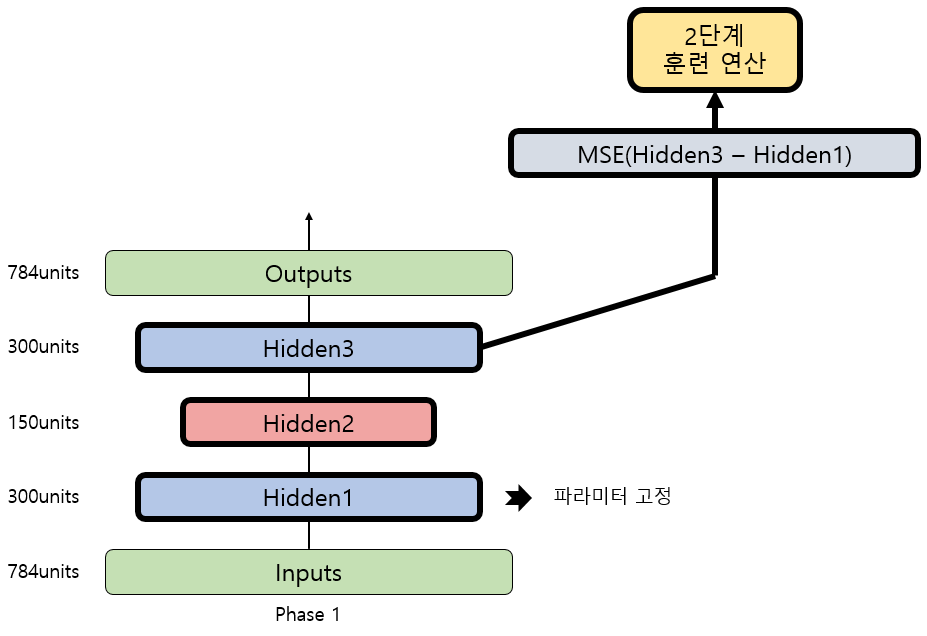 2단계
훈련 연산
MSE(Hidden3 − Hidden1)
784units
Outputs
300units
Hidden3
150units
Hidden2
300units
Hidden1
파라미터 고정
784units
Inputs
Phase 1